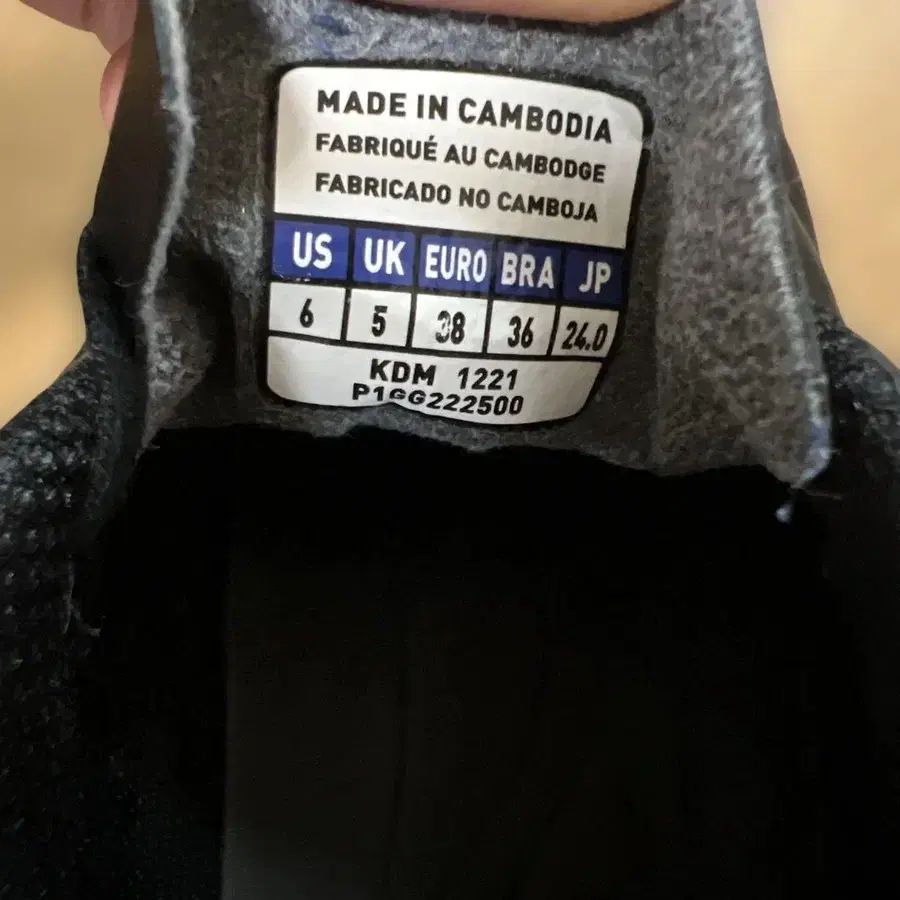 MADE IN CAMBODIA
FABRIQUÉ AU CAMBODGE
FABRICADO NO CAMBOJA
US UK EURO BRA JP
6 5 38 36 24.0
KDM 1221
P1GG222500